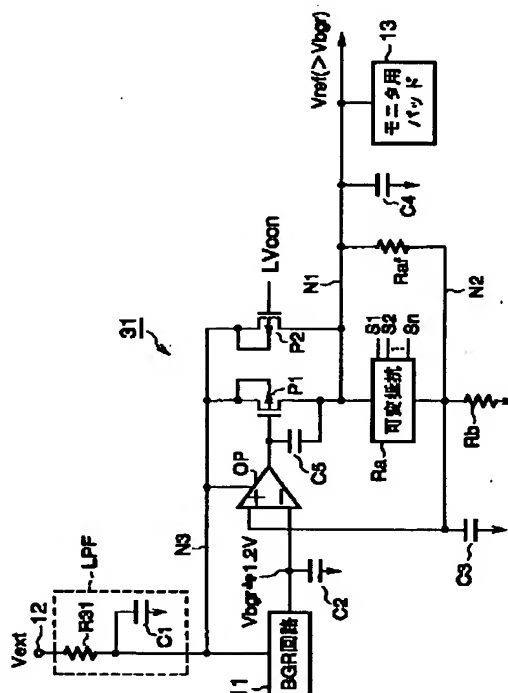 31
Vext
12
LPF
R31
C1
N3
11
BGR回路
Vbgr≒1.2V
C2
OP
+
−
P1
P2
LVcon
C5
C3
Ra
可変抵抗
S1
S2
Sn
Rb
N1
N2
Raf
C4
Vref(>Vbgr)
13
モニタ用
パッド